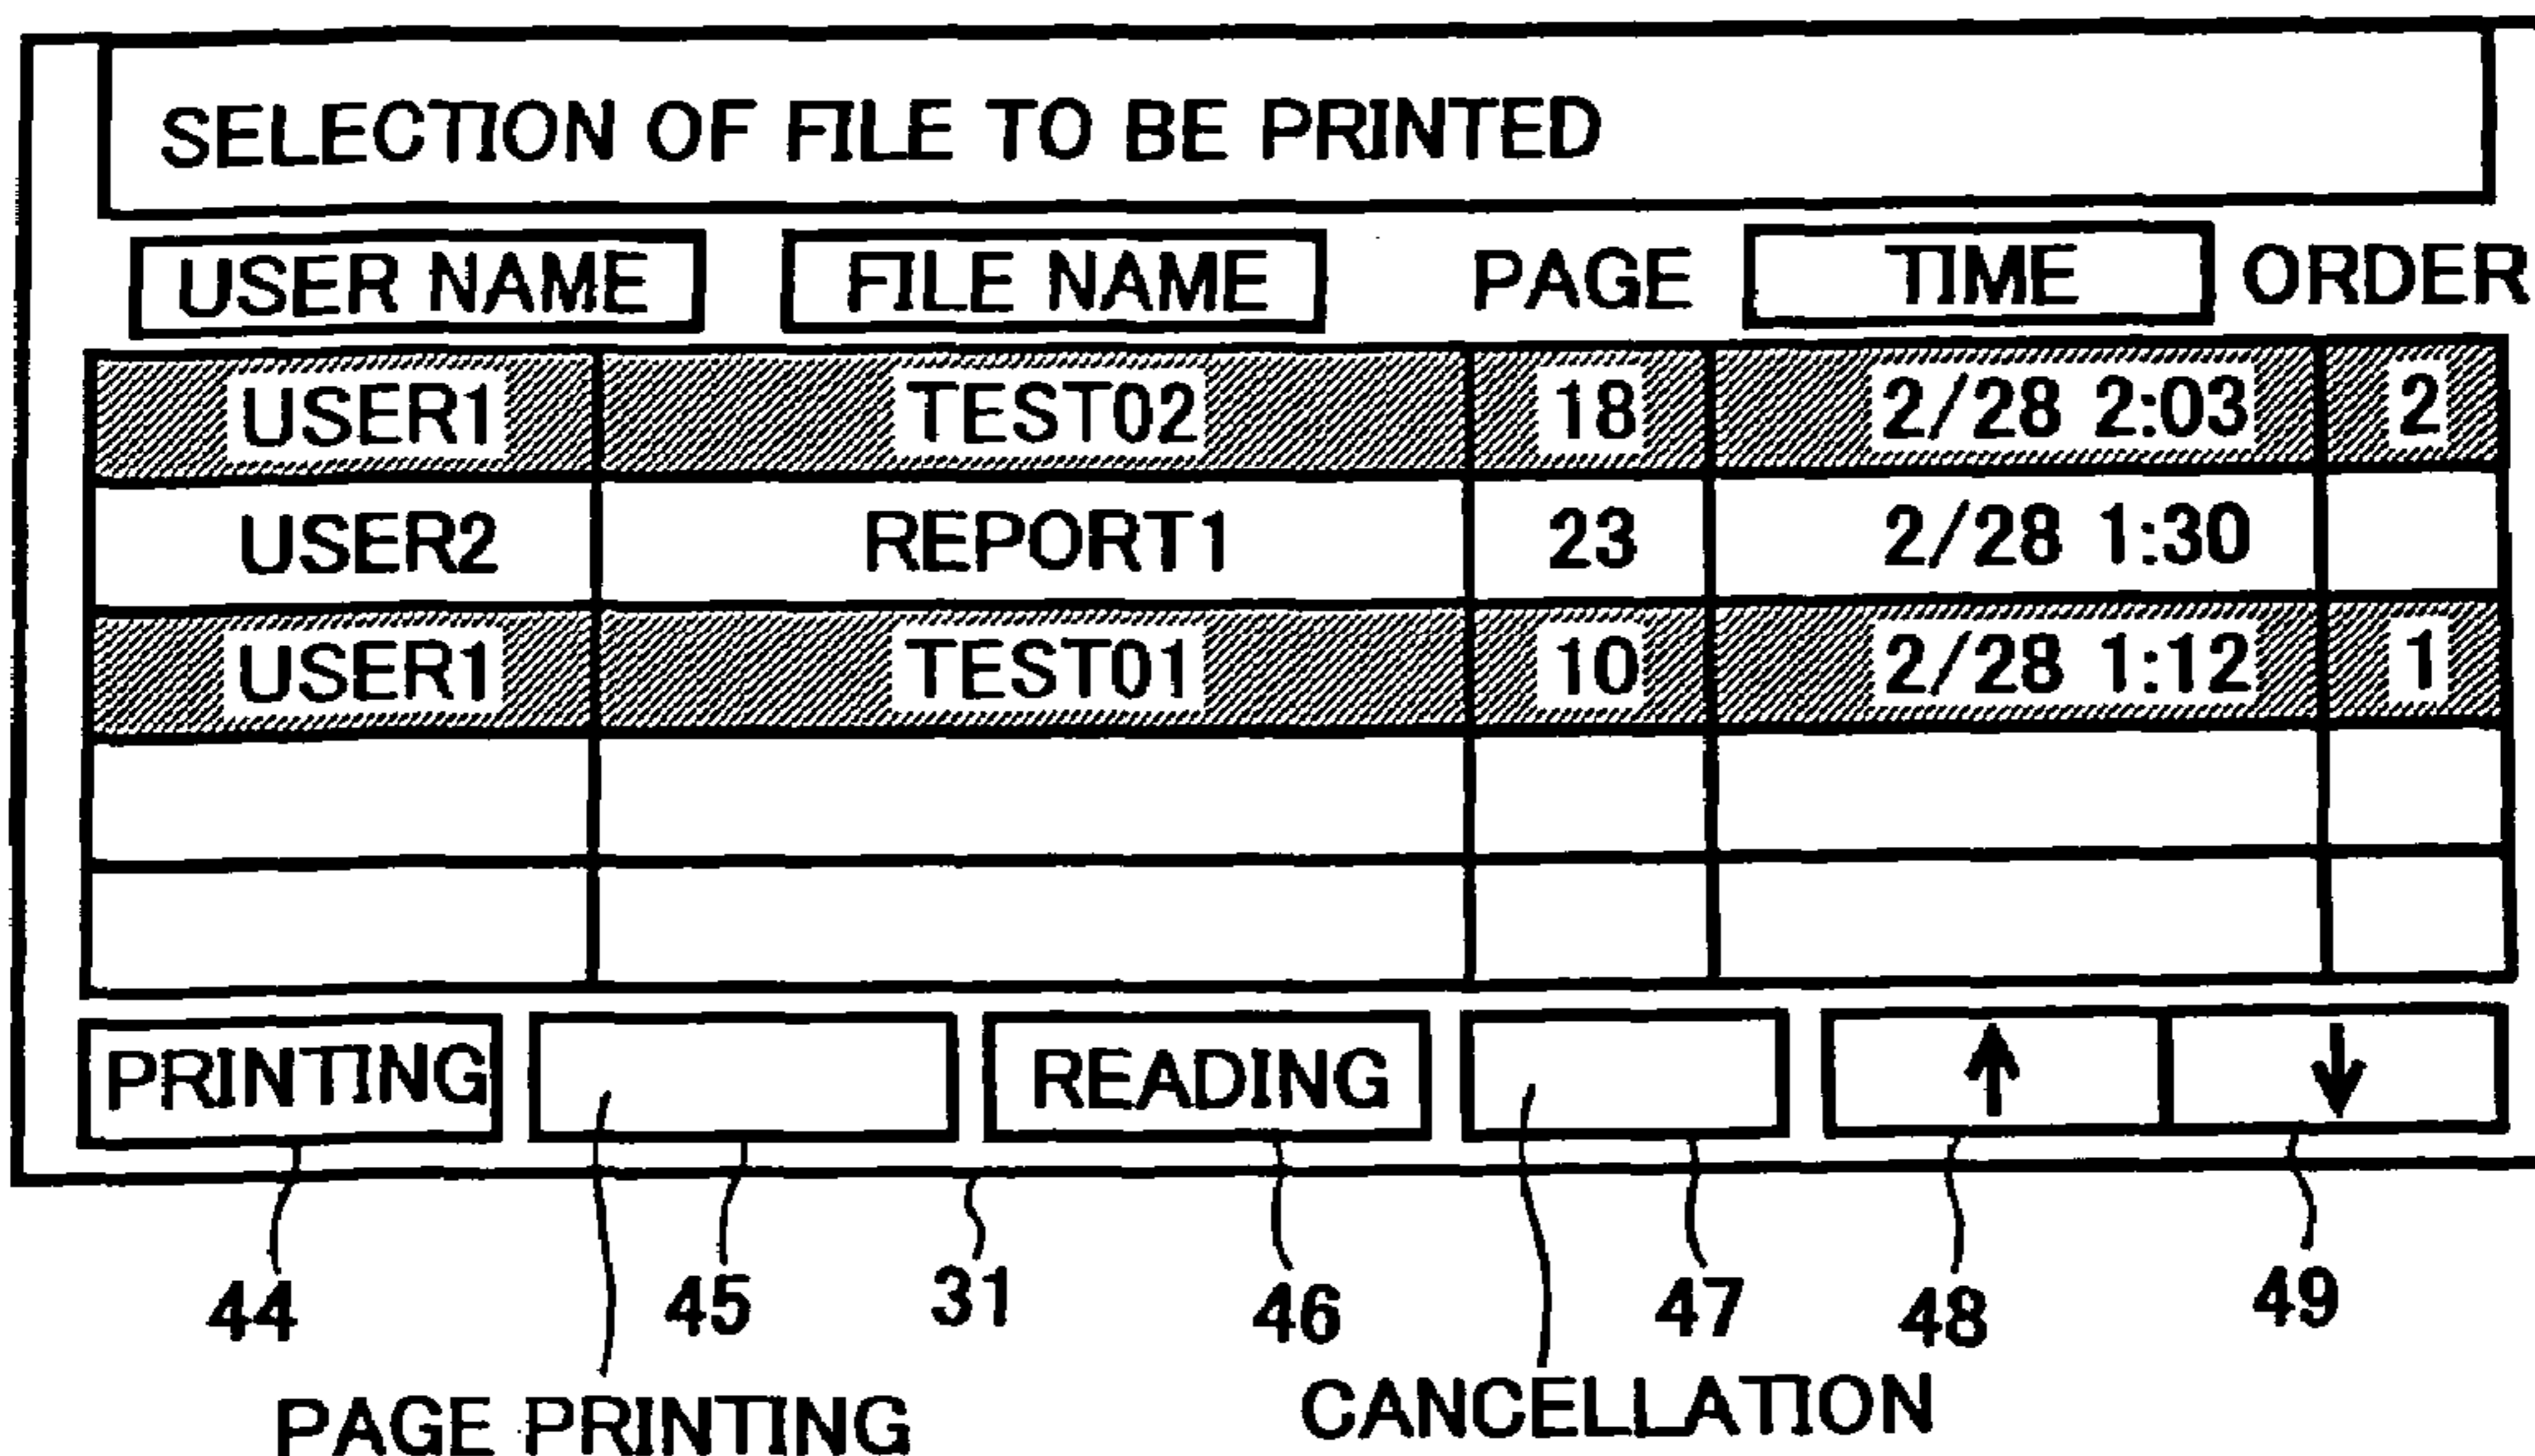 SELECTION OF FILE TO BE PRINTED
USER NAME FILE NAME PAGE TIME ORDER
USER1 TEST02 18 2/28 2:03 2
USER2 REPORT1 23 2/28 1:30
USER1 TEST01 10 2/28 1:12 1
PRINTING READING ↑ ↓
44 45 31 46 47 48 49
PAGE PRINTING CANCELLATION